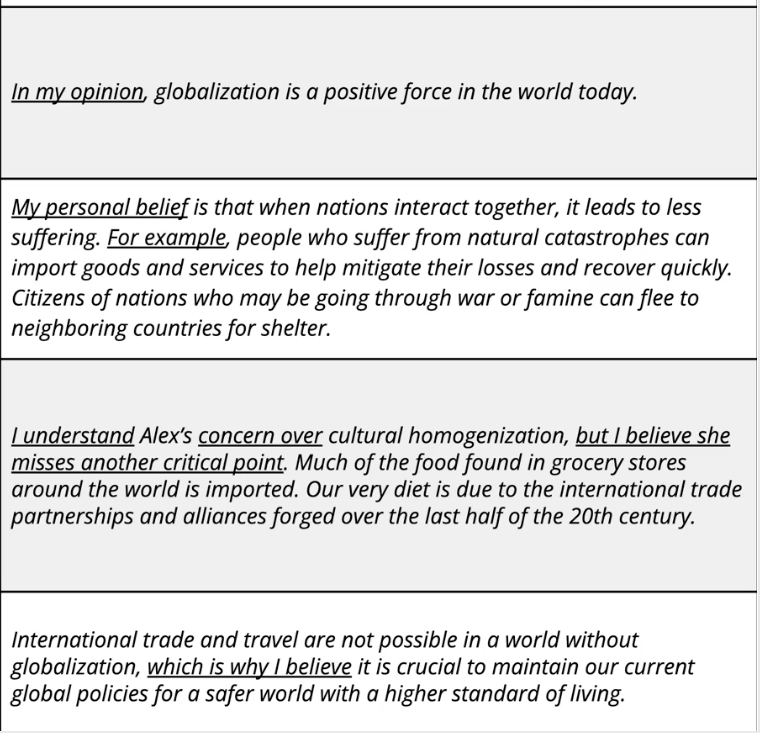 In my opinion, globalization is a positive force in the world today.
My personal belief is that when nations interact together, it leads to less
suffering. For example, people who suffer from natural catastrophes can
import goods and services to help mitigate their losses and recover quickly.
Citizens of nations who may be going through war or famine can flee to
neighboring countries for shelter.
I understand Alex’s concern over cultural homogenization, but I believe she
misses another critical point. Much of the food found in grocery stores
around the world is imported. Our very diet is due to the international trade
partnerships and alliances forged over the last half of the 20th century.
International trade and travel are not possible in a world without
globalization, which is why I believe it is crucial to maintain our current
global policies for a safer world with a higher standard of living.